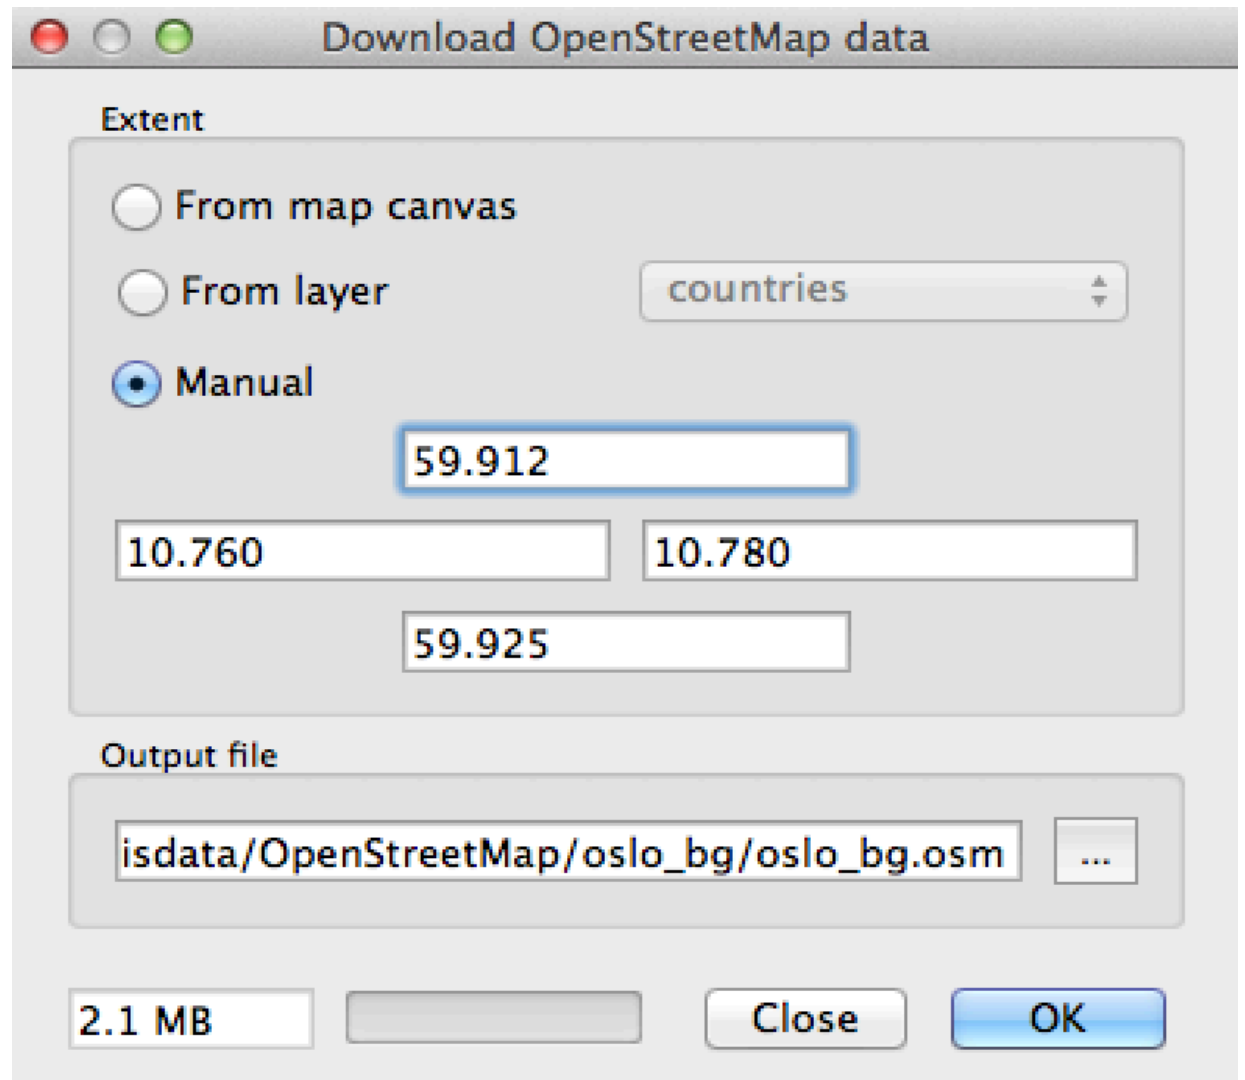 Download OpenStreetMap data
Extent
From map canvas
From layer
countries
Manual
59.912
10.760
10.780
59.925
Output file
isdata/OpenStreetMap/oslo_bg/oslo_bg.osm
...
2.1 MB
Close
OK